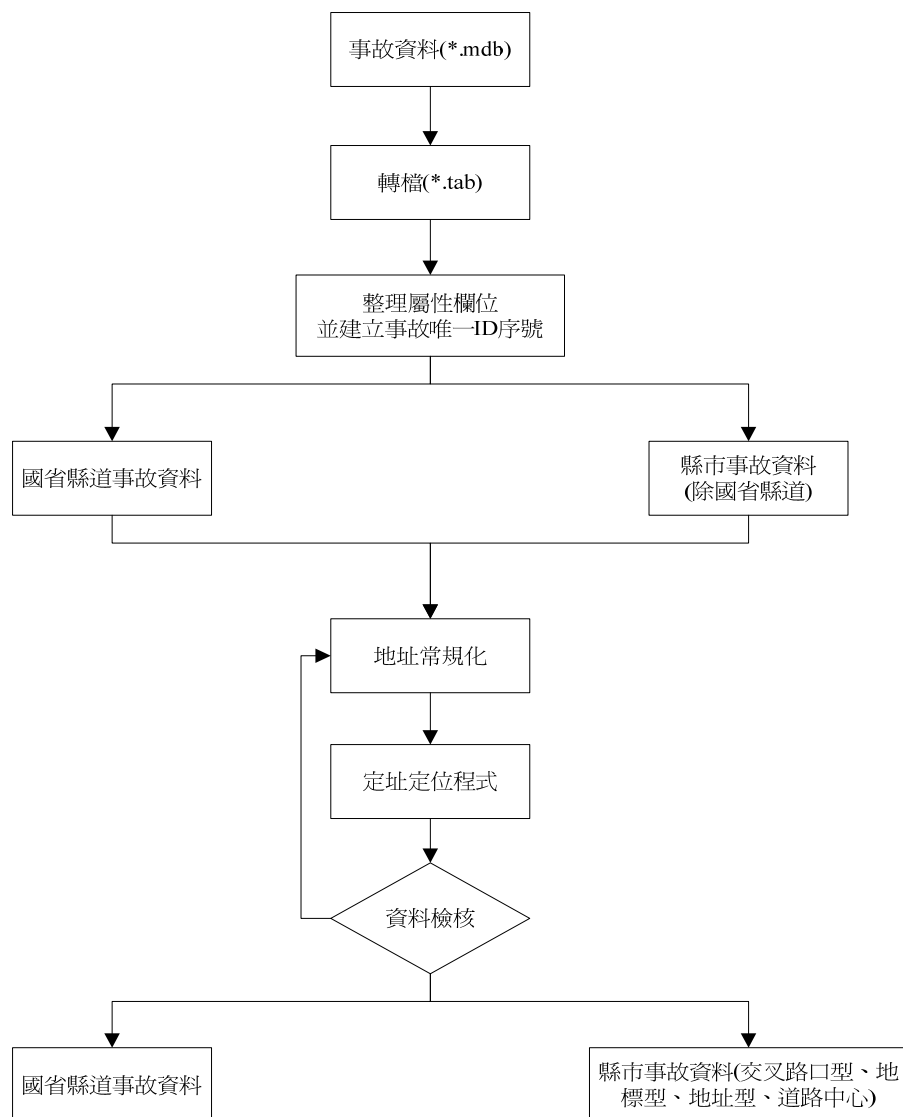 事故資料(*.mdb)
轉檔(*.tab)
整理屬性欄位
並建立事故唯一ID序號
國省縣道事故資料
縣市事故資料
(除國省縣道)
地址常規化
定址定位程式
資料檢核
國省縣道事故資料
縣市事故資料(交叉路口型、地
標型、地址型、道路中心)